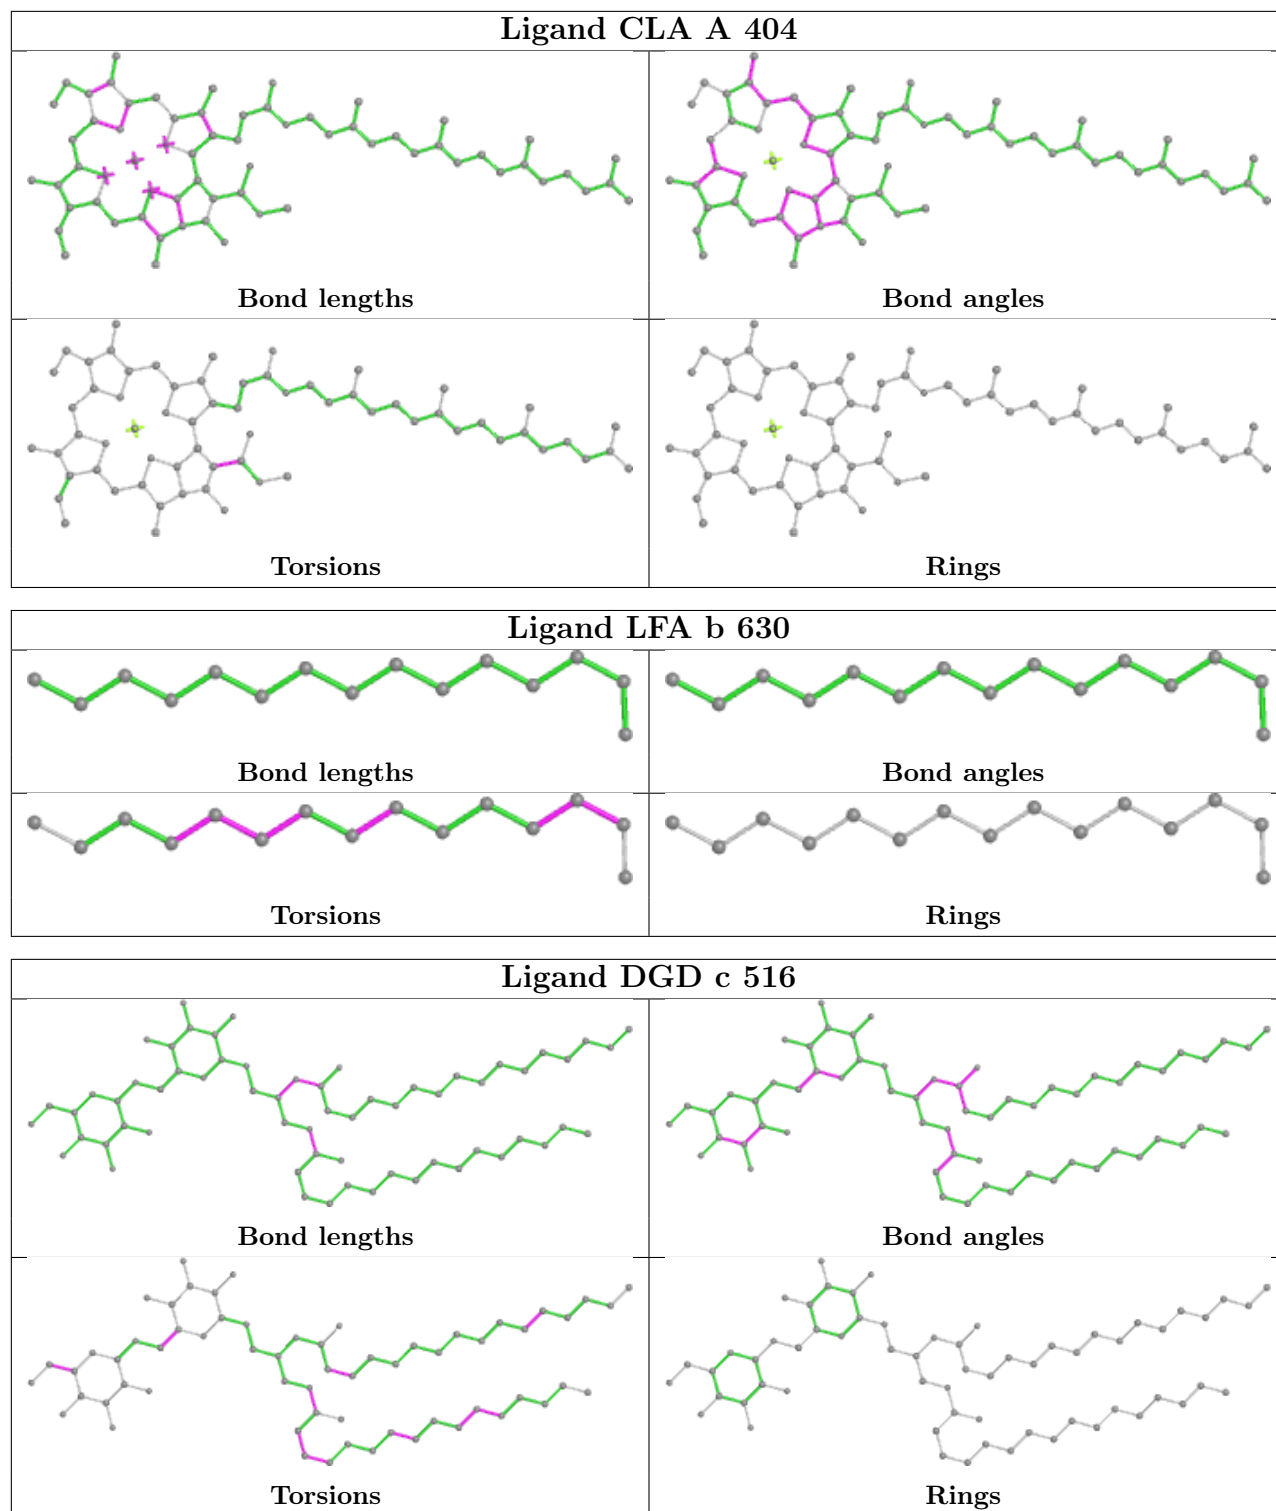 Ligand CLA A 404
Bond lengths
Bond angles
Torsions
Rings
Ligand LFA b 630
Bond lengths
Bond angles
Torsions
Rings
Ligand DGD c 516
Bond lengths
Bond angles
Torsions
Rings